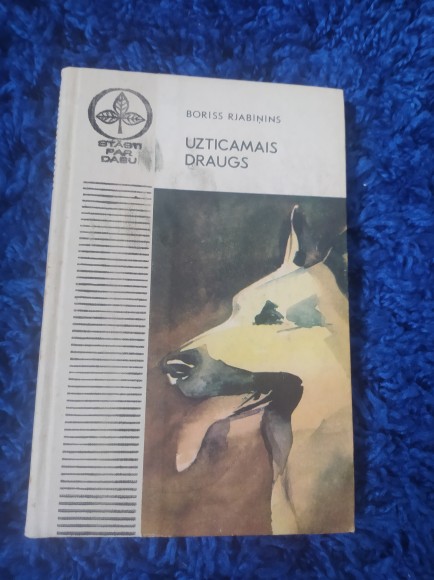 STĀSTI
PAR
DABU
BORISS RJABIŅINS
UZTICAMAIS
DRAUGS